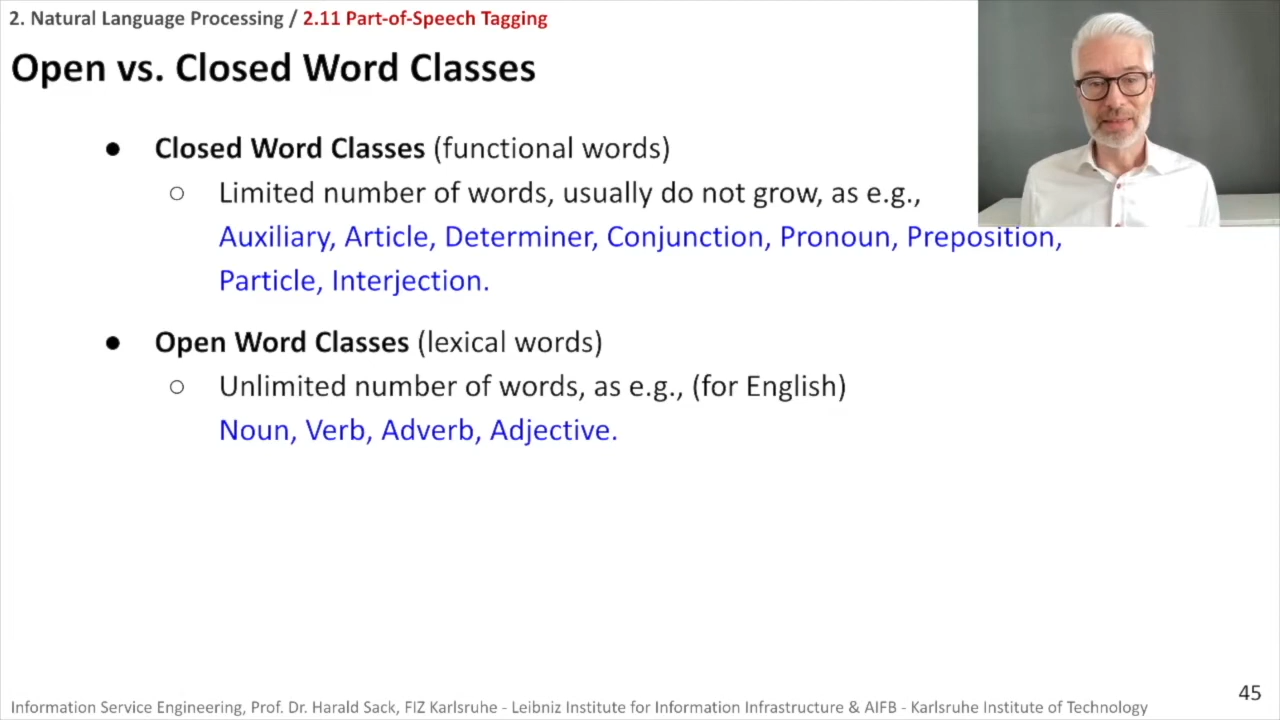 2. Natural Language Processing / 2.11 Part-of-Speech Tagging
Open vs. Closed Word Classes
● Closed Word Classes (functional words)
○ Limited number of words, usually do not grow, as e.g.,
Auxiliary, Article, Determiner, Conjunction, Pronoun, Preposition,
Particle, Interjection.
● Open Word Classes (lexical words)
○ Unlimited number of words, as e.g., (for English)
Noun, Verb, Adverb, Adjective.
45
Information Service Engineering, Prof. Dr. Harald Sack, FIZ Karlsruhe - Leibniz Institute for Information Infrastructure & AIFB - Karlsruhe Institute of Technology